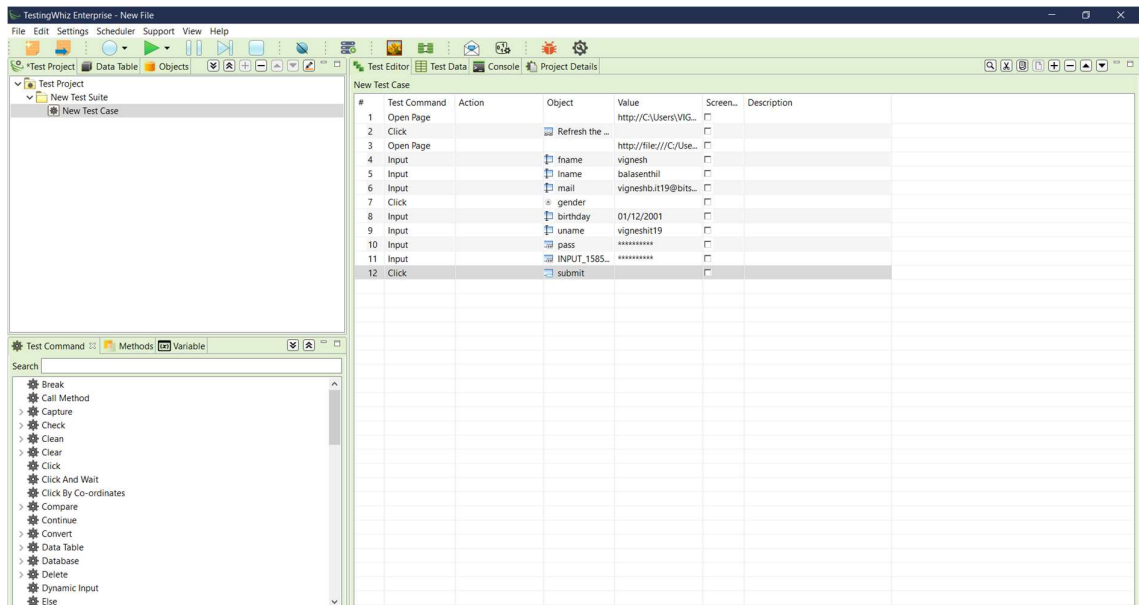 TestingWhiz Enterprise - New File
File Edit Settings Scheduler Support View Help
*Test Project Data Table Objects
Test Editor Test Data Console Project Details
Test Project
New Test Suite
New Test Case
New Test Case
# Test Command Action Object Value Screen... Description
1 Open Page http://C:\Users\VIG...
2 Click Refresh the ...
3 Open Page http://file:///C:/Use...
4 Input fname vignesh
5 Input lname balasenthil
6 Input mail vigneshb.it19@bits...
7 Click gender
8 Input birthday 01/12/2001
9 Input uname vigneshit19
10 Input pass **********
11 Input INPUT_1585... **********
12 Click submit
Test Command Methods (x) Variable
Search
Break
Call Method
Capture
Check
Clean
Clear
Click
Click And Wait
Click By Co-ordinates
Compare
Continue
Convert
Data Table
Database
Delete
Dynamic Input
Else